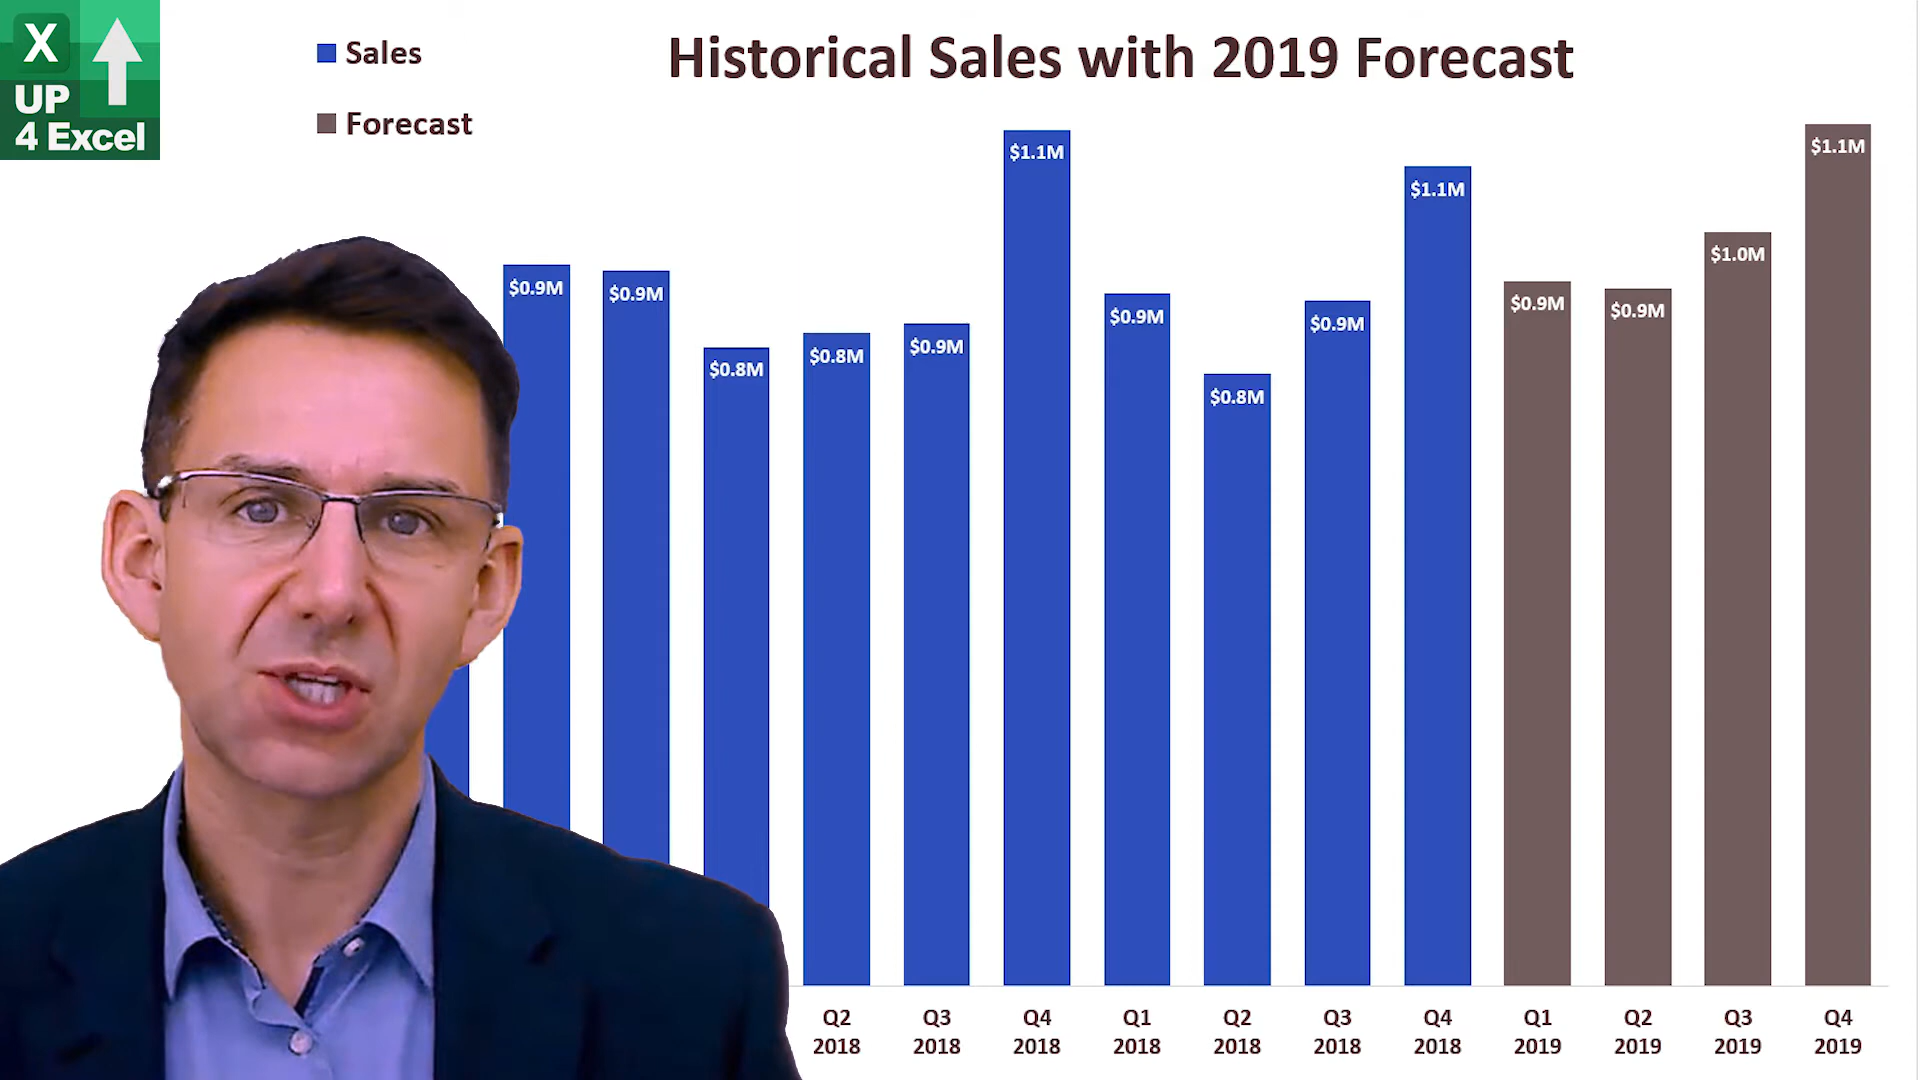 X
UP
4 Excel
Sales
Forecast
Historical Sales with 2019 Forecast
$0.9M
$0.9M
$0.8M
$0.8M
$0.9M
$1.1M
$0.9M
$0.8M
$0.9M
$1.1M
$0.9M
$0.9M
$1.0M
$1.1M
Q2 Q3 Q4 Q1 Q2 Q3 Q4 Q1 Q2 Q3 Q4
2018 2018 2018 2018 2018 2018 2018 2019 2019 2019 2019